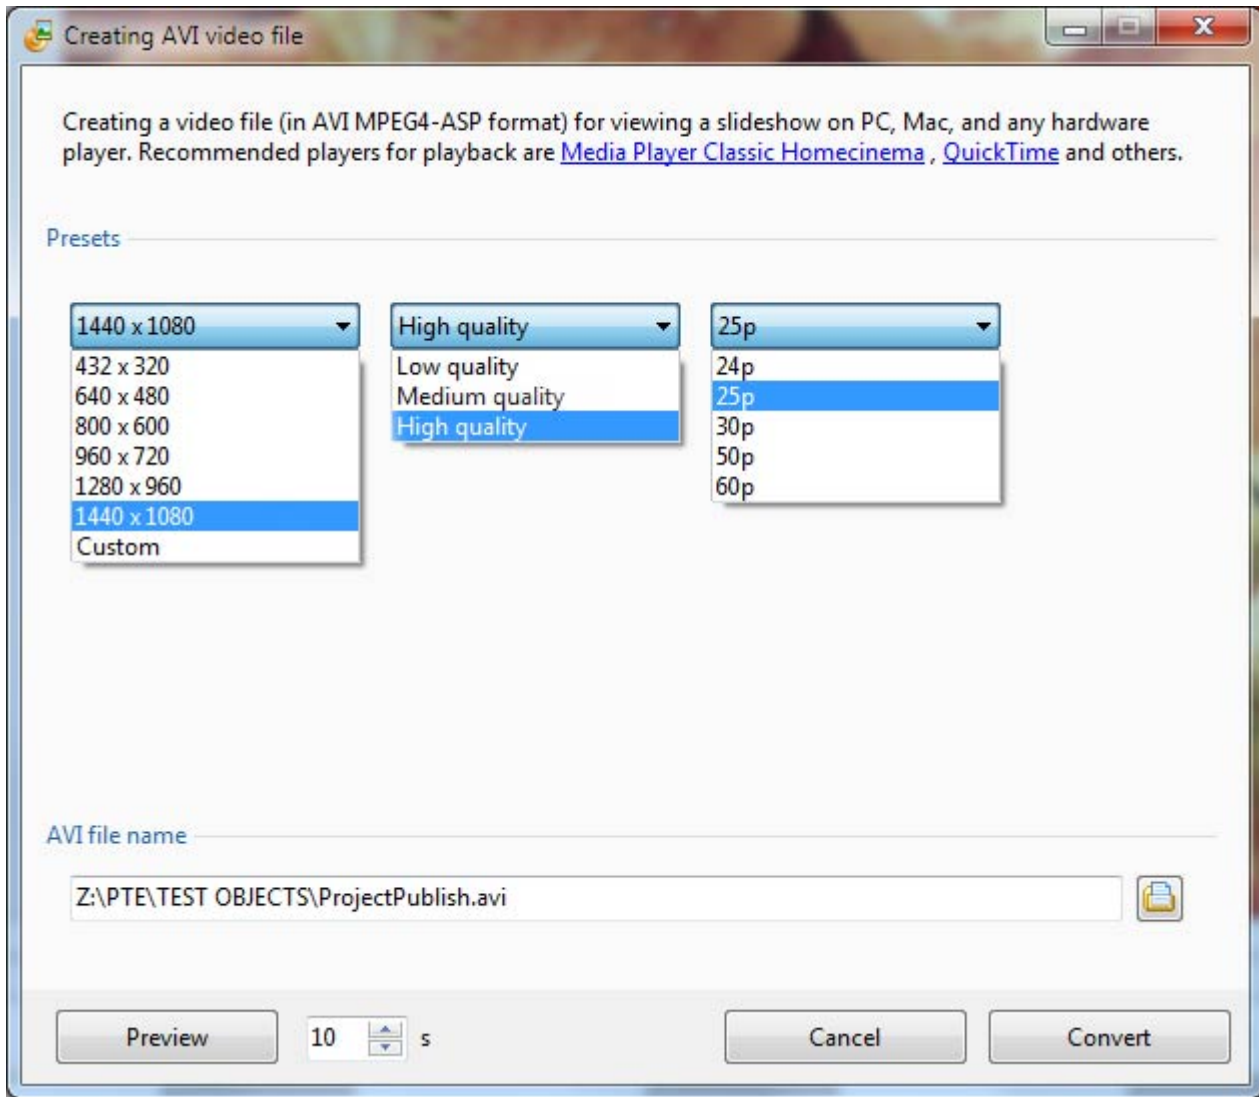 Creating AVI video file
Creating a video file (in AVI MPEG4-ASP format) for viewing a slideshow on PC, Mac, and any hardware
player. Recommended players for playback are Media Player Classic Homecinema , QuickTime and others.
Presets
1440 x 1080
432 x 320
640 x 480
800 x 600
960 x 720
1280 x 960
1440 x 1080
Custom
High quality
Low quality
Medium quality
High quality
25p
24p
25p
30p
50p
60p
AVI file name
Z:\PTE\TEST OBJECTS\ProjectPublish.avi
Preview 10 s Cancel Convert